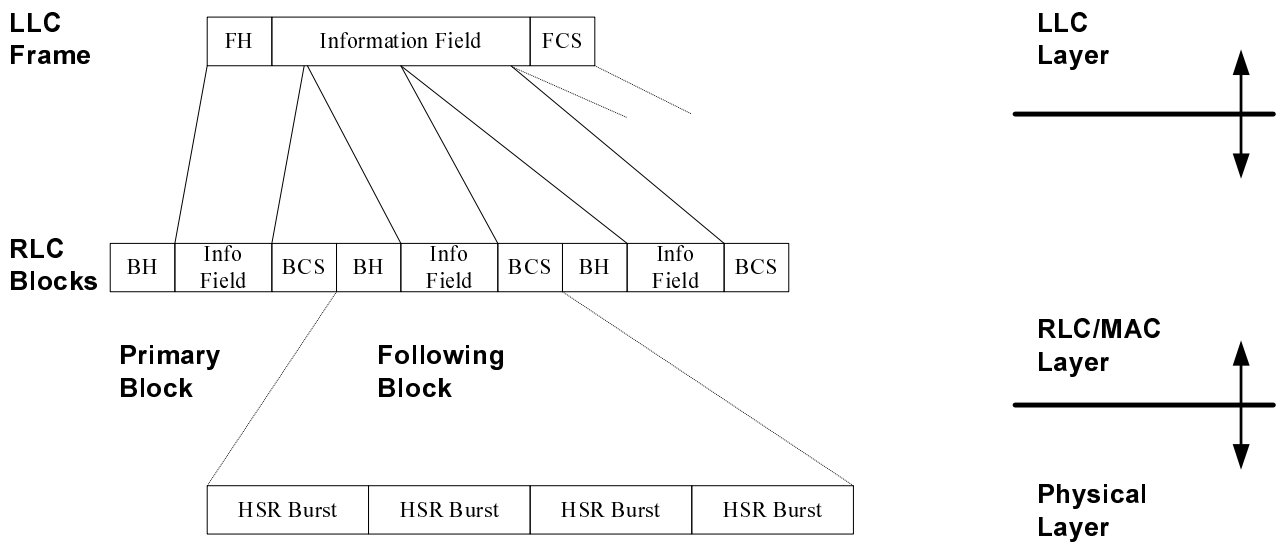 LLC
Frame
FH
Information Field
FCS
LLC
Layer
RLC
Blocks
BH
Info
Field
BCS
BH
Info
Field
BCS
BH
Info
Field
BCS
Primary
Block
Following
Block
RLC/MAC
Layer
HSR Burst
HSR Burst
HSR Burst
HSR Burst
Physical
Layer